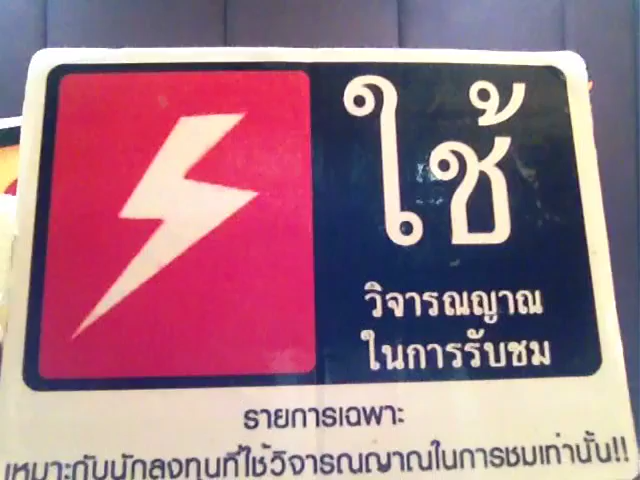 ใช้
วิจารณญาณ
ในการรับชม
รายการเฉพาะ
เหมาะกับนักลงทุนที่ใช้วิจารณญาณในการชมเท่านั้น!!